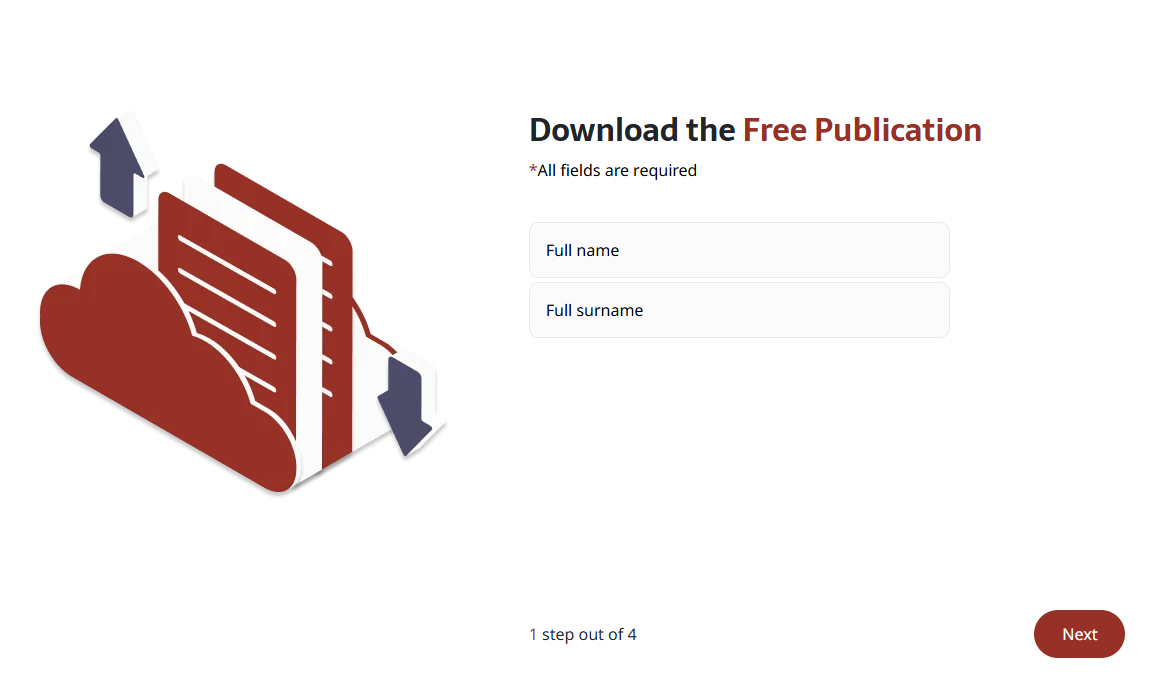 Download the Free Publication
*All fields are required
Full name
Full surname
1 step out of 4
Next